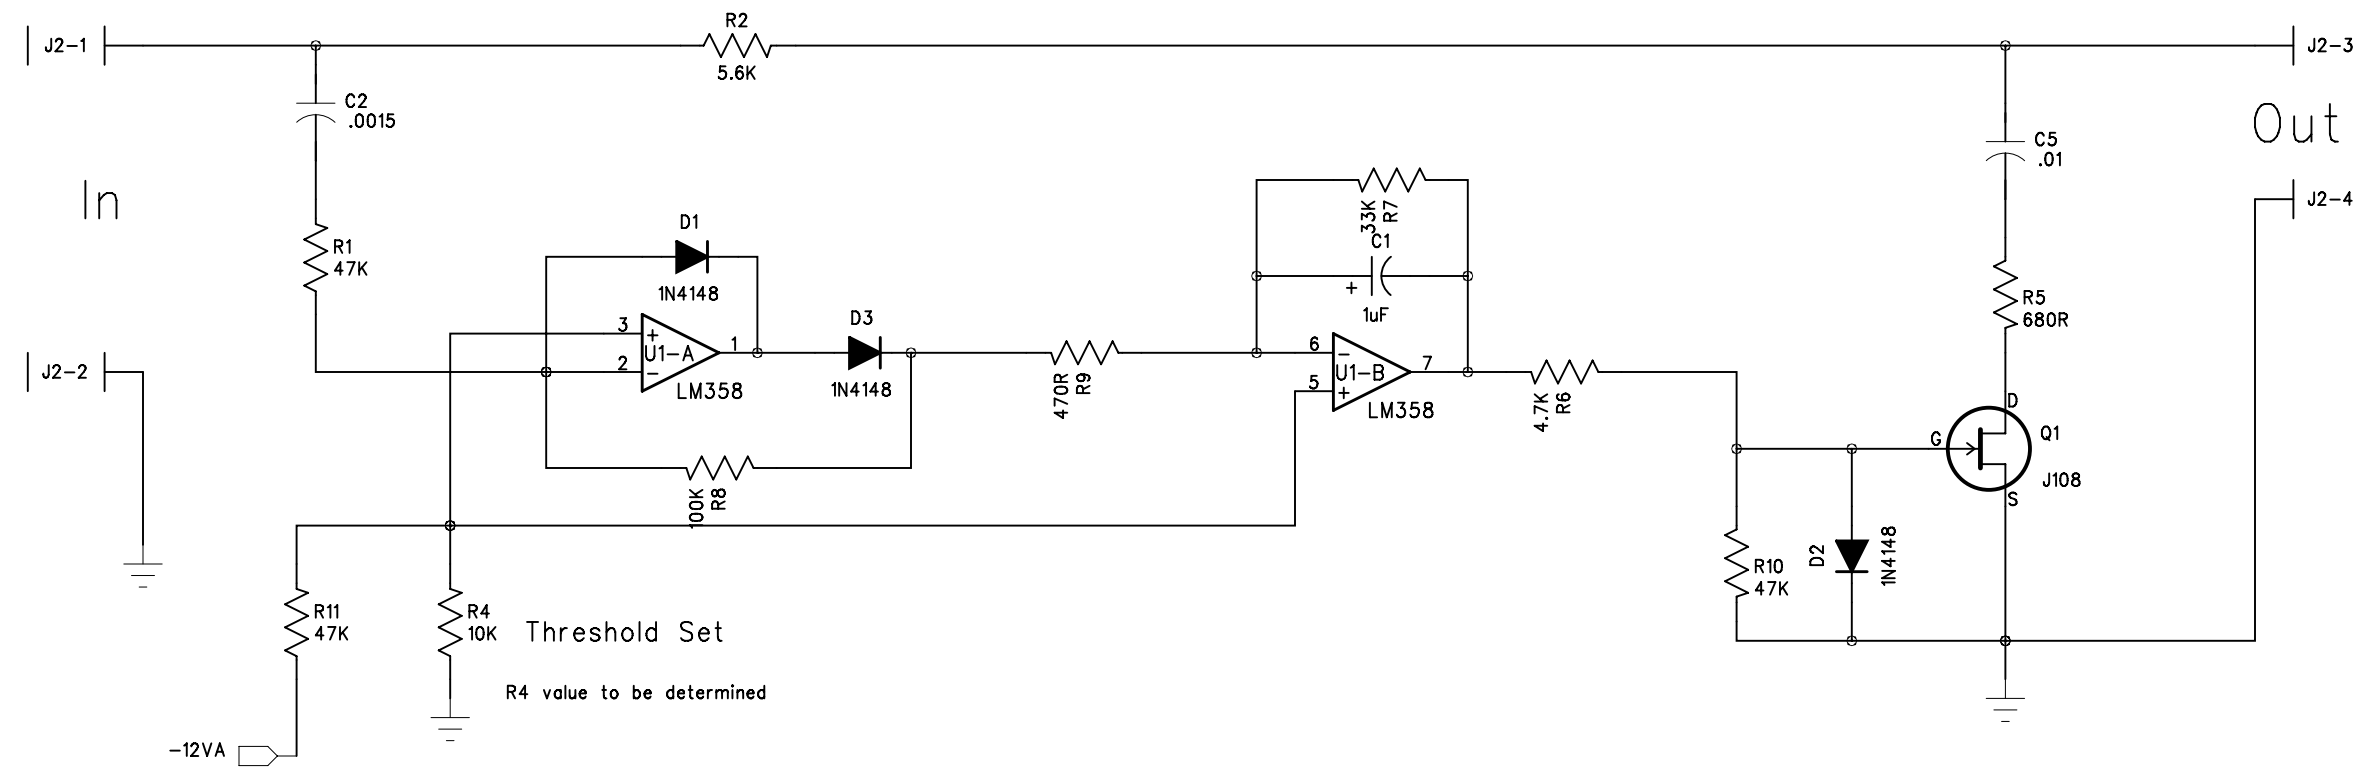 R2
J2-1
J2-3
5.6K
C2
.0015
Out
C5
.01
In
J2-4
33K
R7
D1
R1
47K
C1
+
1uF
1N4148
R5
680R
D3
3
+
U1-A
1
2
-
LM358
1N4148
J2-2
470R
R9
6
-
U1-B
7
5
+
LM358
4.7K
R6
D
G
Q1
J108
S
100K
R8
D2
1N4148
R10
47K
R11
47K
R4
10K
Threshold Set
R4 value to be determined
-12VA